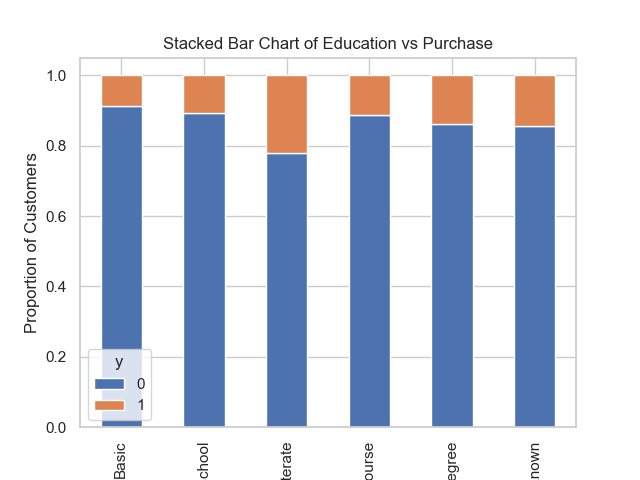 Stacked Bar Chart of Education vs Purchase
Proportion of Customers
1.0
0.8
0.6
0.4
0.2
0.0
y
0
1
Basic
chool
terate
ourse
egree
nown